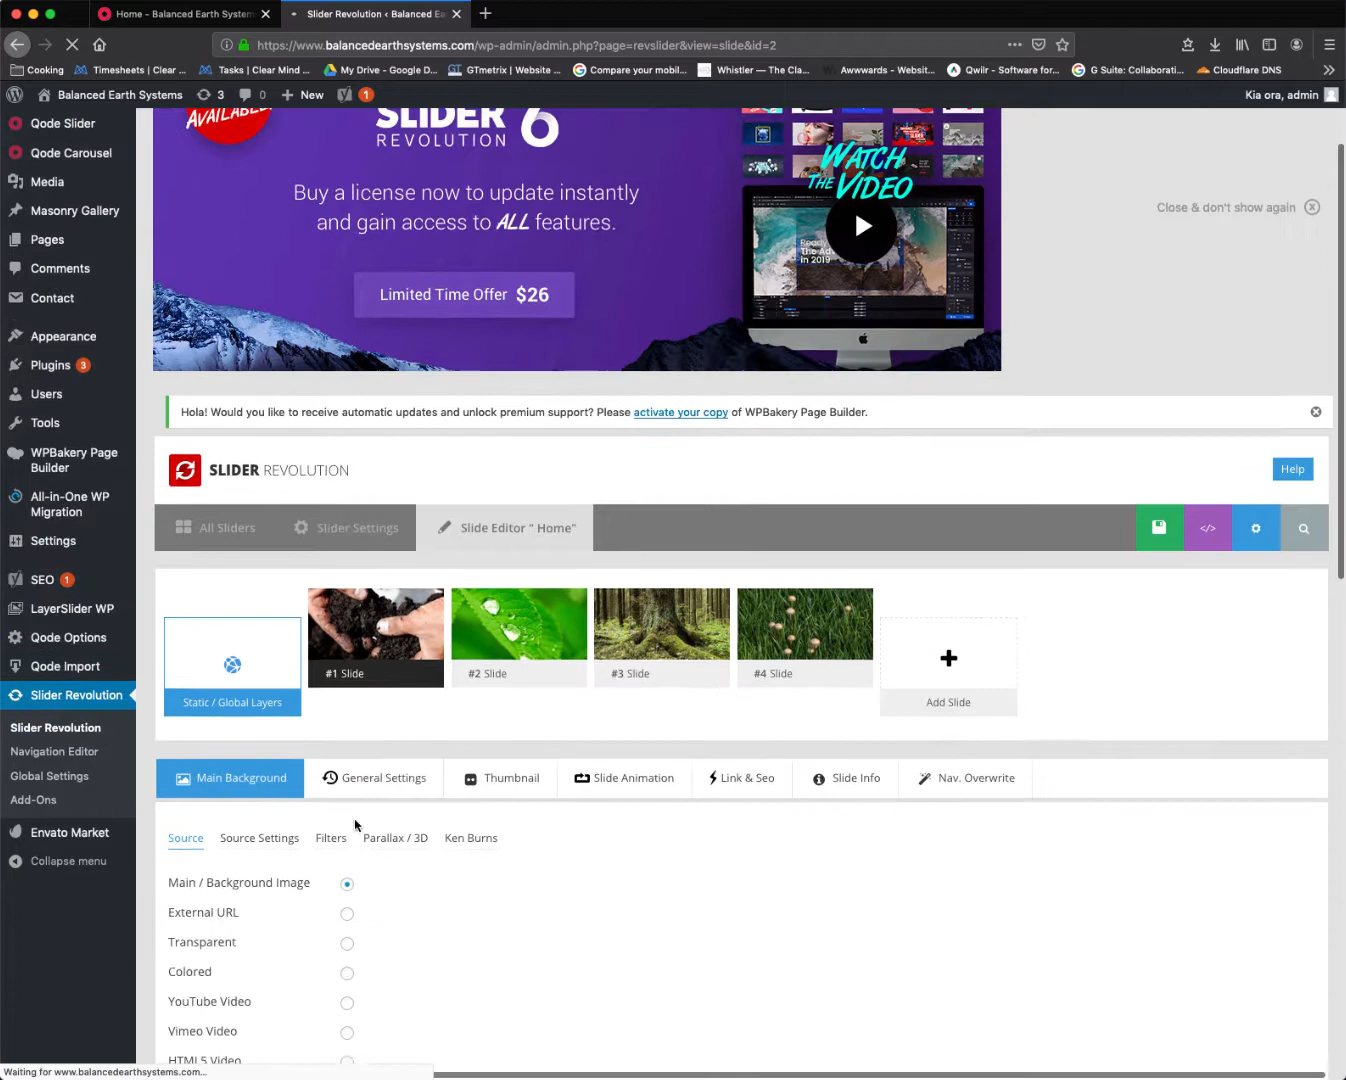 Home – Balanced Earth System
Slider Revolution ‹ Balanced Ea
https://www.balancedearthsystems.com/wp-admin/admin.php?page=revslider&view=slide&id=2
Cooking
Timesheets | Clear ...
Tasks | Clear Mind ...
My Drive - Google D...
GTmetrix | Website ...
Compare your mobil...
Whistler — The Cla...
Awwwards - Websit...
Qwilr - Software for...
G Suite: Collaborati...
Cloudflare DNS
Balanced Earth Systems
3
0
New
1
Kia ora, admin
Qode Slider
Qode Carousel
Media
Masonry Gallery
Pages
Comments
Contact
Appearance
Plugins 3
Users
Tools
WPBakery Page
Builder
All-in-One WP
Migration
Settings
SEO 1
LayerSlider WP
Qode Options
Qode Import
Slider Revolution
Slider Revolution
Navigation Editor
Global Settings
Add-Ons
Envato Market
Collapse menu
AVAILABLE!
SLIDER 6
REVOLUTION
Buy a license now to update instantly
and gain access to ALL features.
Limited Time Offer $26
WATCH
THE VIDEO
Close & don't show again
Hola! Would you like to receive automatic updates and unlock premium support? Please activate your copy of WPBakery Page Builder.
SLIDER REVOLUTION
Help
All Sliders
Slider Settings
Slide Editor " Home"
</>
Static / Global Layers
#1 Slide
#2 Slide
#3 Slide
#4 Slide
Add Slide
Main Background
General Settings
Thumbnail
Slide Animation
Link & Seo
Slide Info
Nav. Overwrite
Source
Source Settings
Filters
Parallax / 3D
Ken Burns
Main / Background Image
External URL
Transparent
Colored
YouTube Video
Vimeo Video
HTML5 Video
Waiting for www.balancedearthsystems.com...